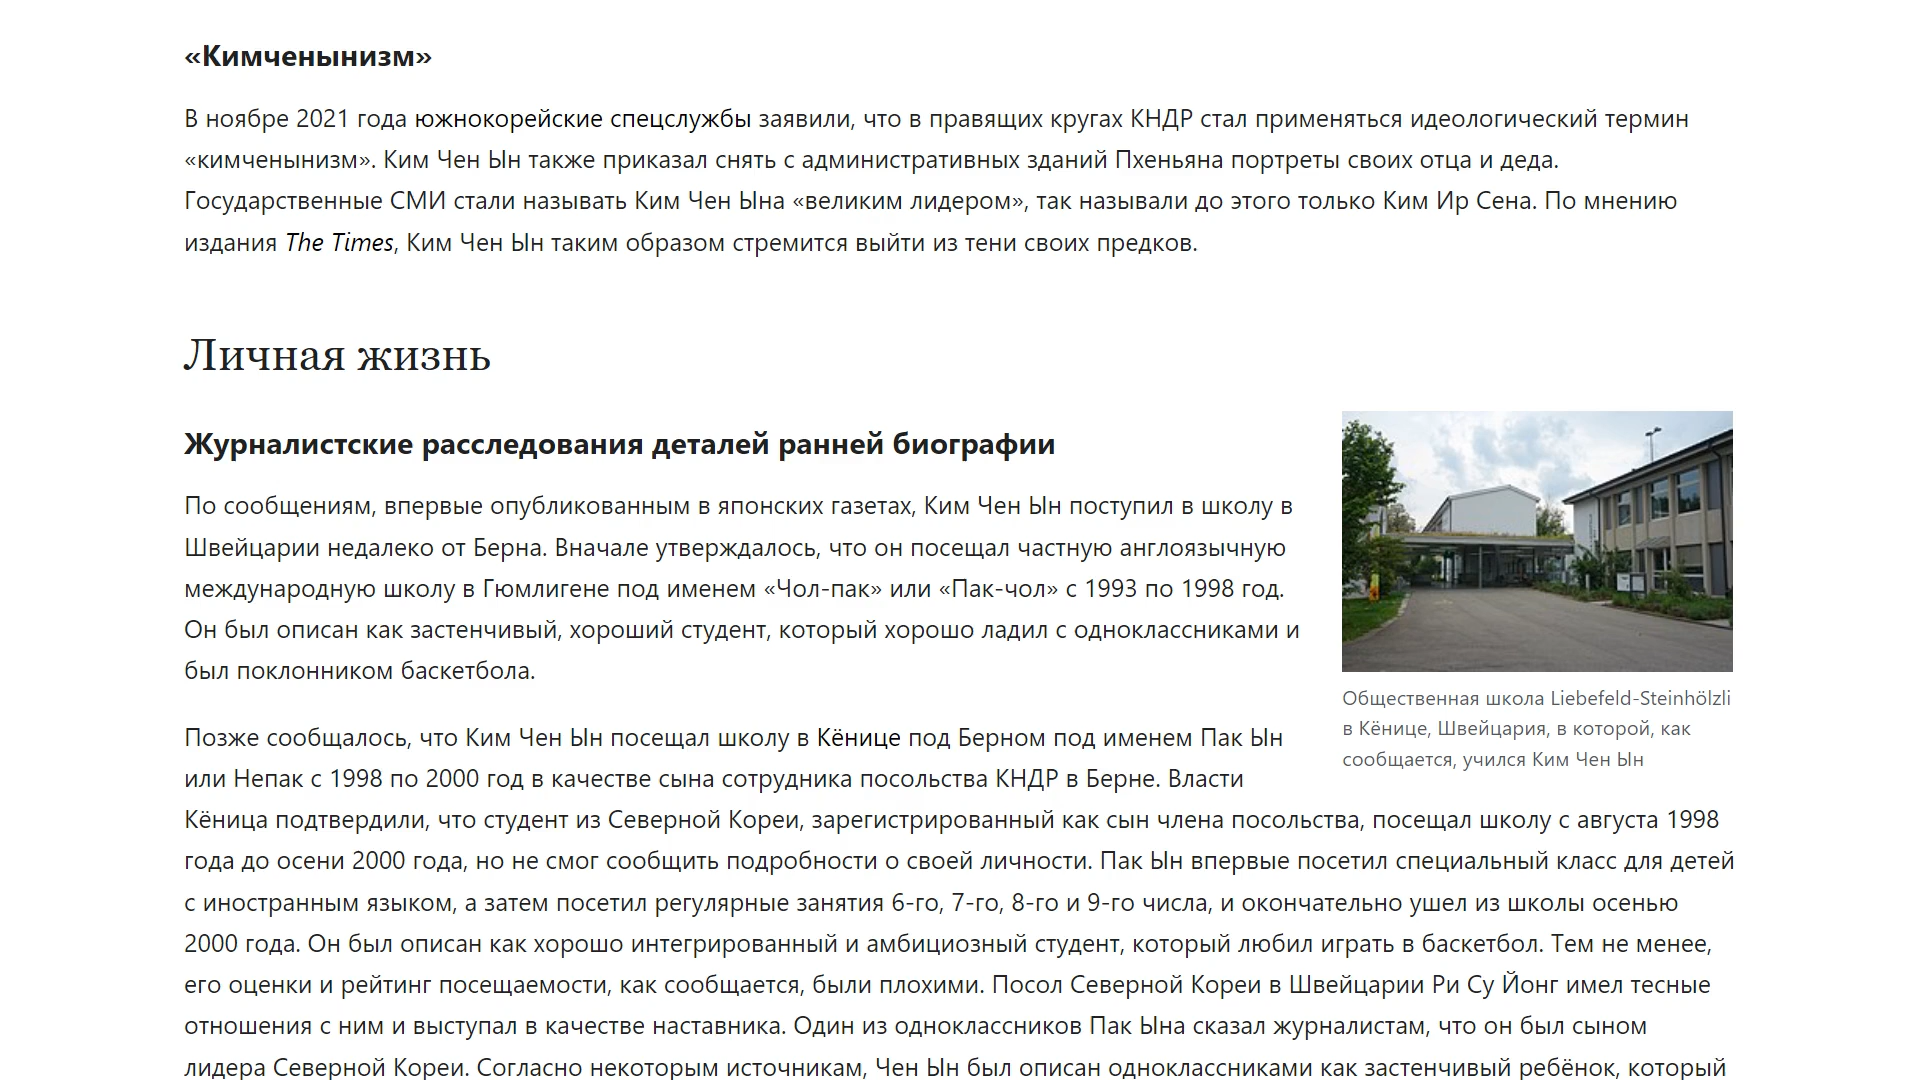 «Кимченынизм»
В ноябре 2021 года южнокорейские спецслужбы заявили, что в правящих кругах КНДР стал применяться идеологический термин
«кимченынизм». Ким Чен Ын также приказал снять с административных зданий Пхеньяна портреты своих отца и деда.
Государственные СМИ стали называть Ким Чен Ына «великим лидером», так называли до этого только Ким Ир Сена. По мнению
издания The Times, Ким Чен Ын таким образом стремится выйти из тени своих предков.
Личная жизнь
Журналистские расследования деталей ранней биографии
По сообщениям, впервые опубликованным в японских газетах, Ким Чен Ын поступил в школу в
Швейцарии недалеко от Берна. Вначале утверждалось, что он посещал частную англоязычную
международную школу в Гюмлигене под именем «Чол-пак» или «Пак-чол» с 1993 по 1998 год.
Он был описан как застенчивый, хороший студент, который хорошо ладил с одноклассниками и
был поклонником баскетбола.
Общественная школа Liebefeld-Steinhölzli
в Кёнице, Швейцария, в которой, как
сообщается, учился Ким Чен Ын
Позже сообщалось, что Ким Чен Ын посещал школу в Кёнице под Берном под именем Пак Ын
или Непак с 1998 по 2000 год в качестве сына сотрудника посольства КНДР в Берне. Власти
Кёница подтвердили, что студент из Северной Кореи, зарегистрированный как сын члена посольства, посещал школу с августа 1998
года до осени 2000 года, но не смог сообщить подробности о своей личности. Пак Ын впервые посетил специальный класс для детей
с иностранным языком, а затем посетил регулярные занятия 6-го, 7-го, 8-го и 9-го числа, и окончательно ушел из школы осенью
2000 года. Он был описан как хорошо интегрированный и амбициозный студент, который любил играть в баскетбол. Тем не менее,
его оценки и рейтинг посещаемости, как сообщается, были плохими. Посол Северной Кореи в Швейцарии Ри Су Йонг имел тесные
отношения с ним и выступал в качестве наставника. Один из одноклассников Пак Ына сказал журналистам, что он был сыном
лидера Северной Кореи. Согласно некоторым источникам, Чен Ын был описан одноклассниками как застенчивый ребёнок, который